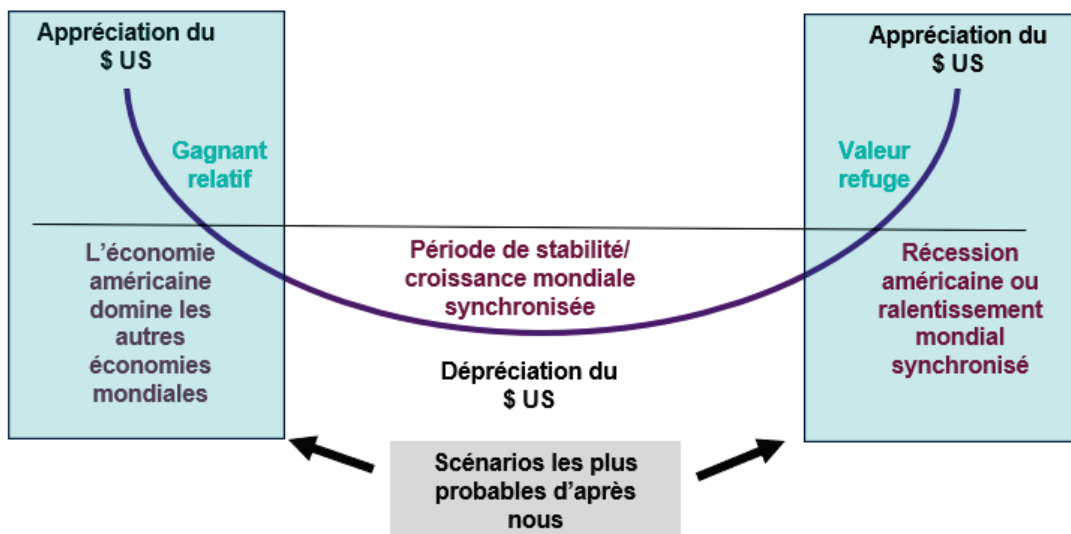 Appréciation du
$ US
Gagnant
relatif
L'économie
américaine
domine les
autres
économies
mondiales
Période de stabilité/
croissance mondiale
synchronisée
Dépréciation du
$ US
Appréciation du
$ US
Valeur
refuge
Récession
américaine ou
ralentissement
mondial
synchronisé
Scénarios les plus
probables d'après
nous